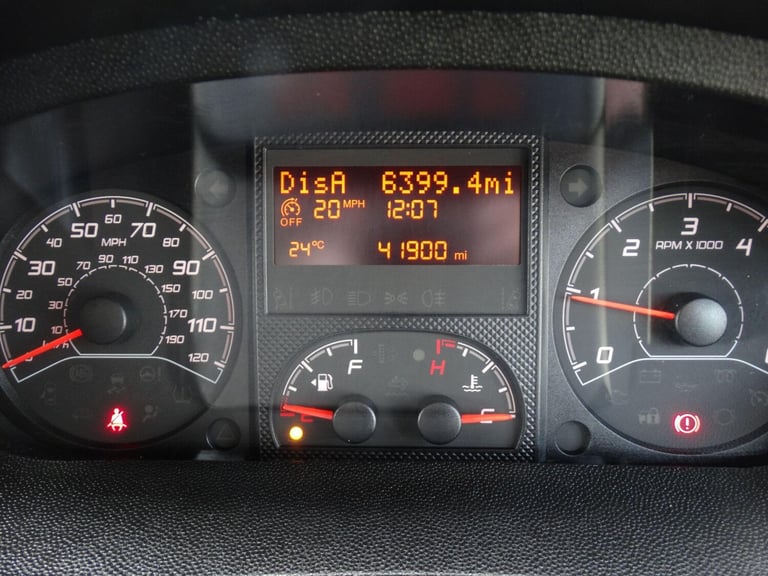 DisA 6399.4mi
OFF 20 MPH 12:07
24°C 41900 mi
10 20 30 40 50 60 70 80 90 100 110 120
MPH
10 30 50 70 90 110 130 150 170 190
F
H
C
0 1 2 3 4
RPM X 1000